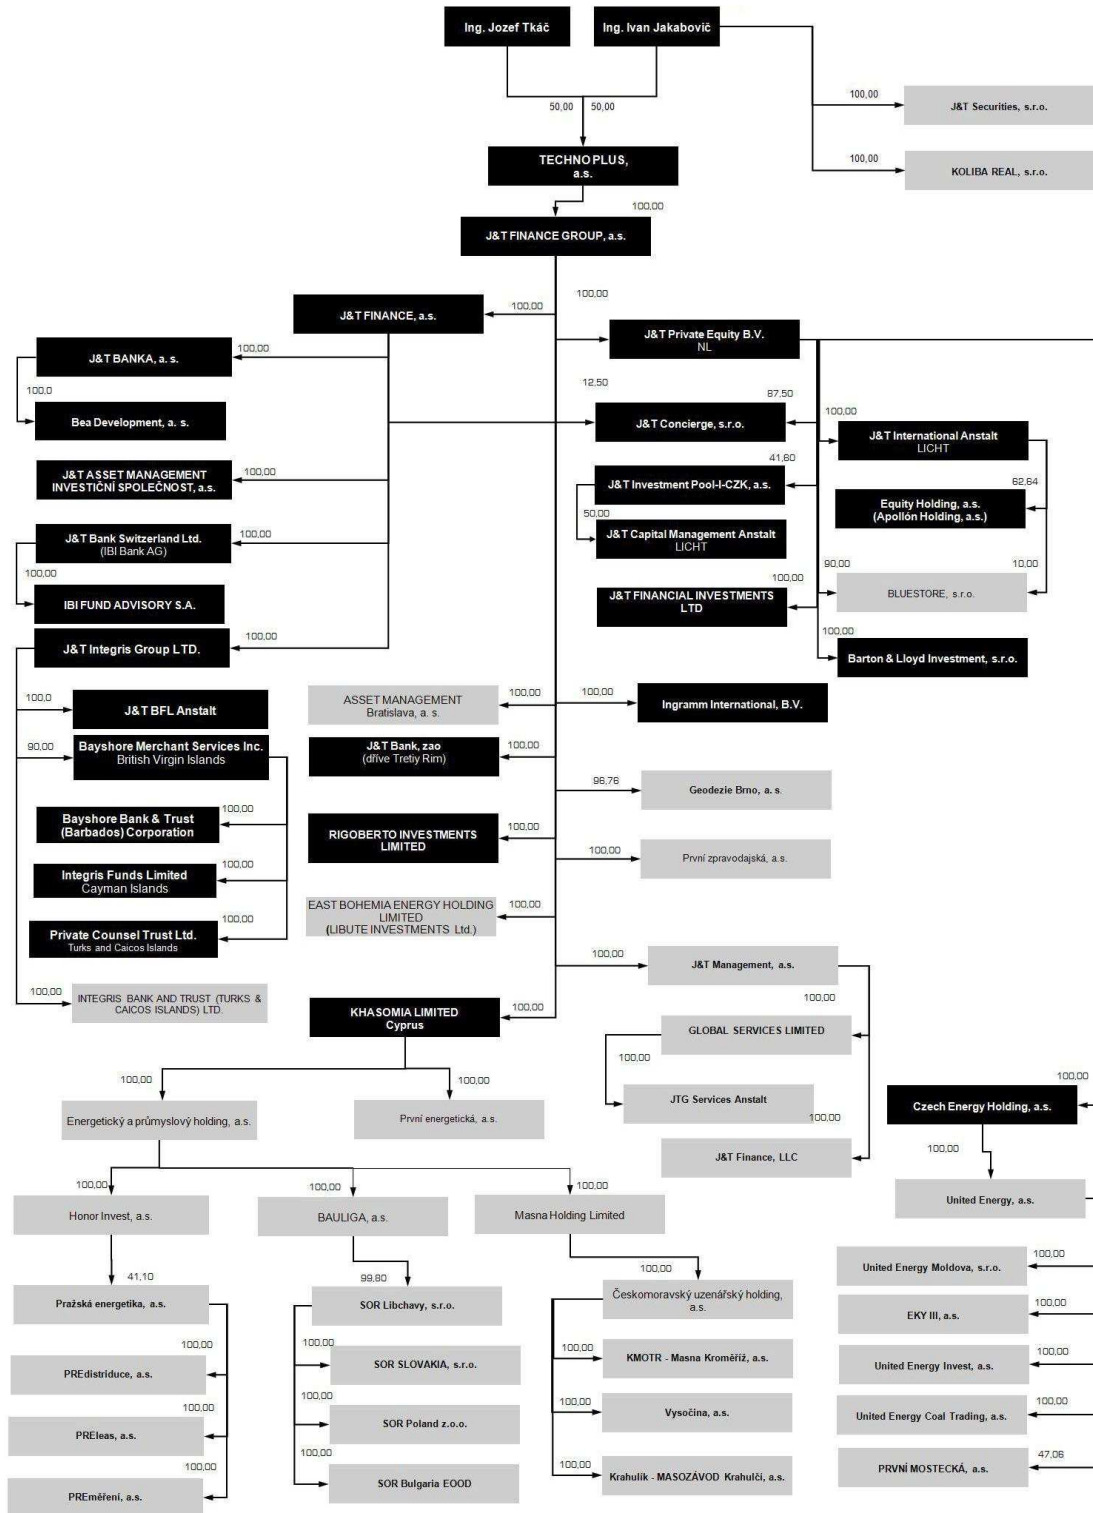 Ing. Jozef Tkáč
Ing. Ivan Jakabovič
100,00
J&T Securities, s.r.o.
50,00
50,00
TECHNO PLUS,
a.s.
100,00
KOLIBA REAL, s.r.o.
100,00
J&T FINANCE GROUP, a.s.
100,00
100,00
J&T FINANCE, a.s.
J&T Private Equity B.V.
NL
J&T BANKA, a. s.
100,00
100,0
Bea Development, a. s.
12,50
87,50
J&T Concierge, s.r.o.
100,00
J&T International Anstalt
LICHT
J&T ASSET MANAGEMENT
INVESTIČNÍ SPOLEČNOST, a.s.
100,00
41,60
J&T Investment Pool-I-CZK, a.s.
62,64
Equity Holding, a.s.
(Apollón Holding, a.s.)
50,00
J&T Capital Management Anstalt
LICHT
J&T Bank Switzerland Ltd.
(IBI Bank AG)
100,00
100,00
IBI FUND ADVISORY S.A.
100,00
J&T FINANCIAL INVESTMENTS
LTD
90,00
10,00
BLUESTORE, s.r.o.
J&T Integris Group LTD.
100,00
100,00
Barton & Lloyd Investment, s.r.o.
100,0
J&T BFL Anstalt
ASSET MANAGEMENT
Bratislava, a. s.
100,00
100,00
Ingramm International, B.V.
90,00
Bayshore Merchant Services Inc.
British Virgin Islands
J&T Bank, zao
(dříve Tretiy Rim)
100,00
96,76
Geodezie Brno, a. s.
100,00
Bayshore Bank & Trust
(Barbados) Corporation
RIGOBERTO INVESTMENTS
LIMITED
100,00
100,00
První zpravodajská, a.s.
100,00
Integris Funds Limited
Cayman Islands
EAST BOHEMIA ENERGY HOLDING
LIMITED
(LIBUTE INVESTMENTS Ltd.)
100,00
100,00
Private Counsel Trust Ltd.
Turks and Caicos Islands
100,00
J&T Management, a.s.
100,00
INTEGRIS BANK AND TRUST (TURKS &
CAICOS ISLANDS) LTD.
100,00
KHASOMIA LIMITED
Cyprus
100,00
GLOBAL SERVICES LIMITED
100,00
JTG Services Anstalt
100,00
J&T Finance, LLC
100,00
Czech Energy Holding, a.s.
100,00
United Energy, a.s.
100,00
Energetický a průmyslový holding, a.s.
100,00
První energetická, a.s.
100,00
Honor Invest, a.s.
100,00
BAULIGA, a.s.
100,00
Masna Holding Limited
41,10
Pražská energetika, a.s.
99,80
SOR Libchavy, s.r.o.
100,00
Českomoravský uzenářský holding,
a.s.
100,00
United Energy Moldova, s.r.o.
100,00
EKY III, a.s.
100,00
PREdistriduce, a.s.
100,00
SOR SLOVAKIA, s.r.o.
100,00
KMOTR - Masna Kroměříž, a.s.
100,00
United Energy Invest, a.s.
100,00
PREleas, a.s.
100,00
SOR Poland z.o.o.
100,00
Vysočina, a.s.
100,00
United Energy Coal Trading, a.s.
100,00
PREměření, a.s.
100,00
SOR Bulgaria EOOD
100,00
Krahulík - MASOZÁVOD Krahulčí, a.s.
47,06
PRVNÍ MOSTECKÁ, a.s.